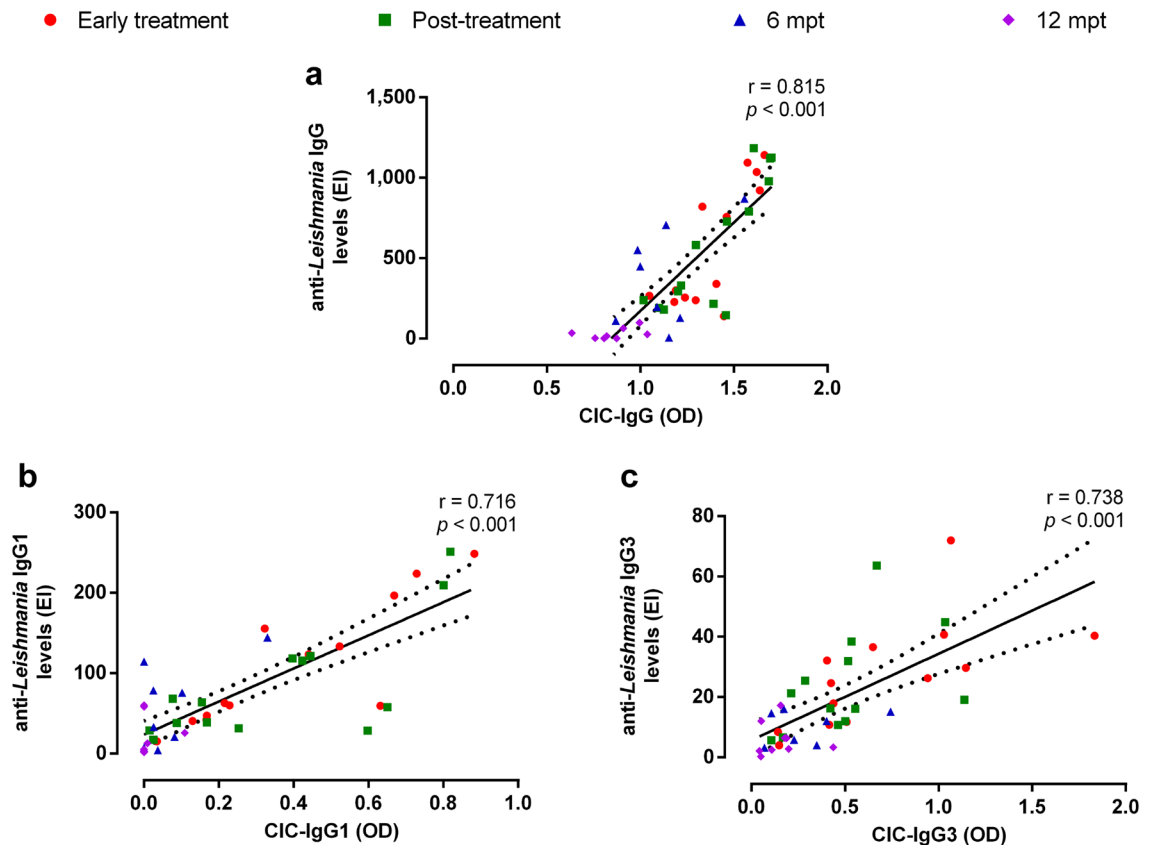 Early treatment Post-treatment 6 mpt 12 mpt
a
r = 0.815
p < 0.001
anti-Leishmania IgG
levels (EI)
1,500
1,000
500
0
0.0 0.5 1.0 1.5 2.0
CIC-IgG (OD)
b
r = 0.716
p < 0.001
anti-Leishmania IgG1
levels (EI)
300
200
100
0
0.0 0.2 0.4 0.6 0.8 1.0
CIC-IgG1 (OD)
c
r = 0.738
p < 0.001
anti-Leishmania IgG3
levels (EI)
80
60
40
20
0
0.0 0.5 1.0 1.5 2.0
CIC-IgG3 (OD)